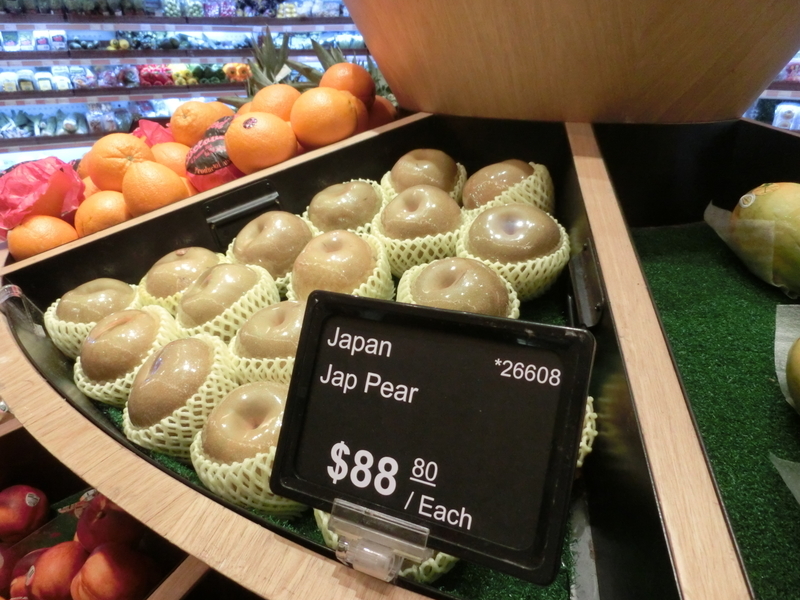 Japan
*26608
Jap Pear
$88 80
/ Each